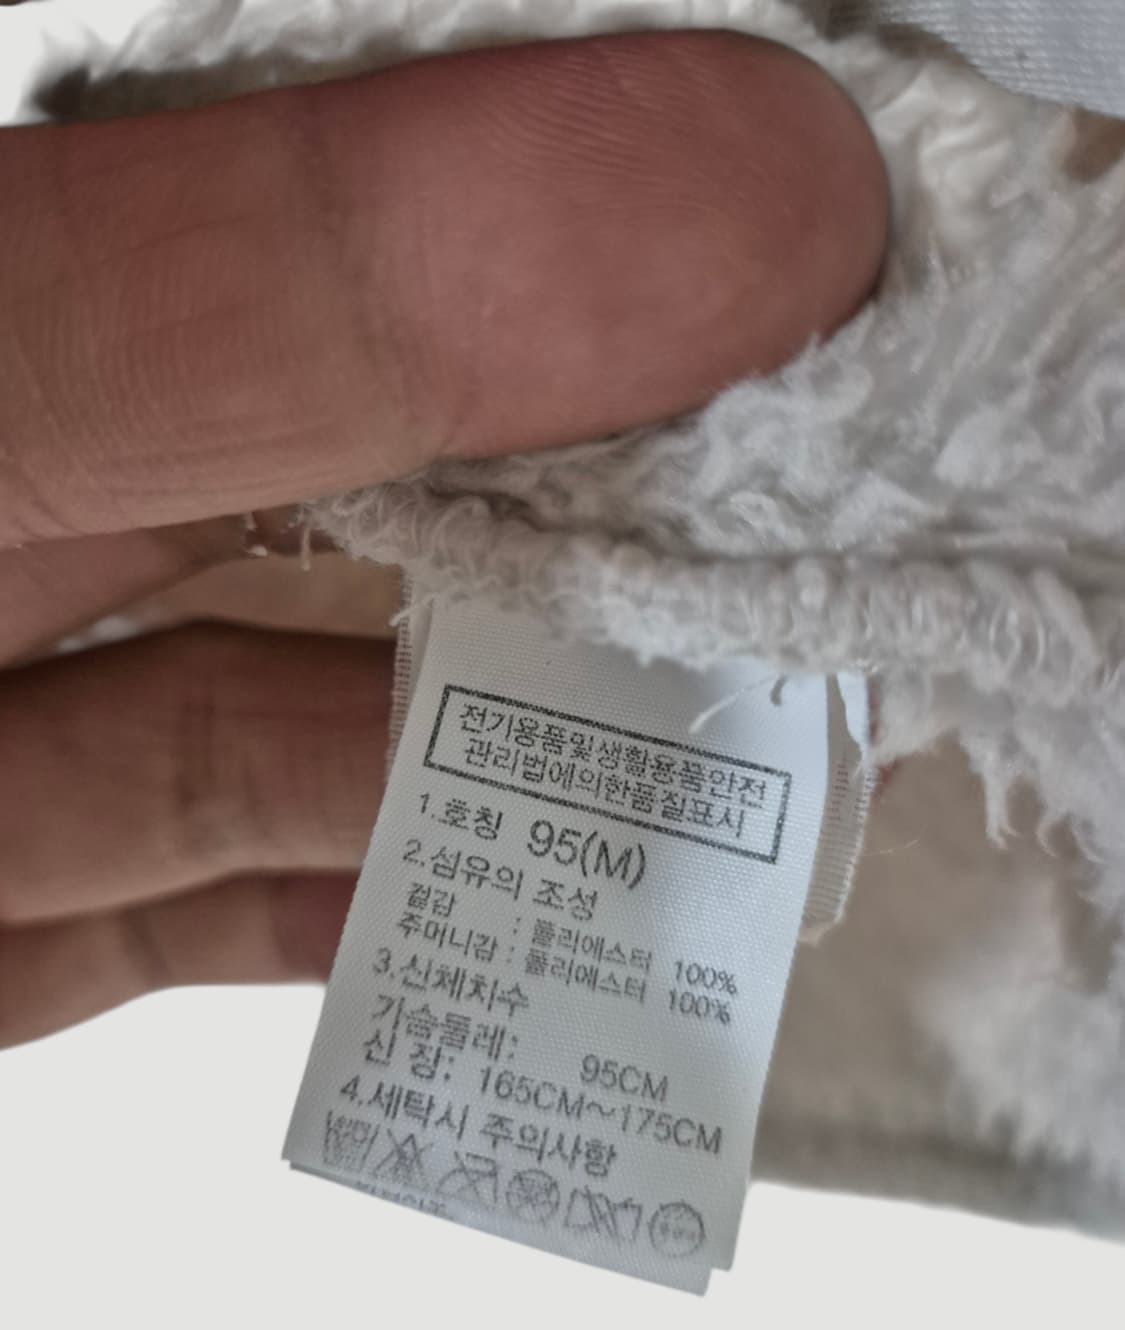 전기용품및생활용품안전
관리법에의한품질표시
1.호칭 95(M)
2.섬유의 조성
겉감 : 폴리에스터 100%
주머니감 : 폴리에스터 100%
3.신체치수
가슴둘레: 95CM
신 장: 165CM~175CM
4.세탁시 주의사항